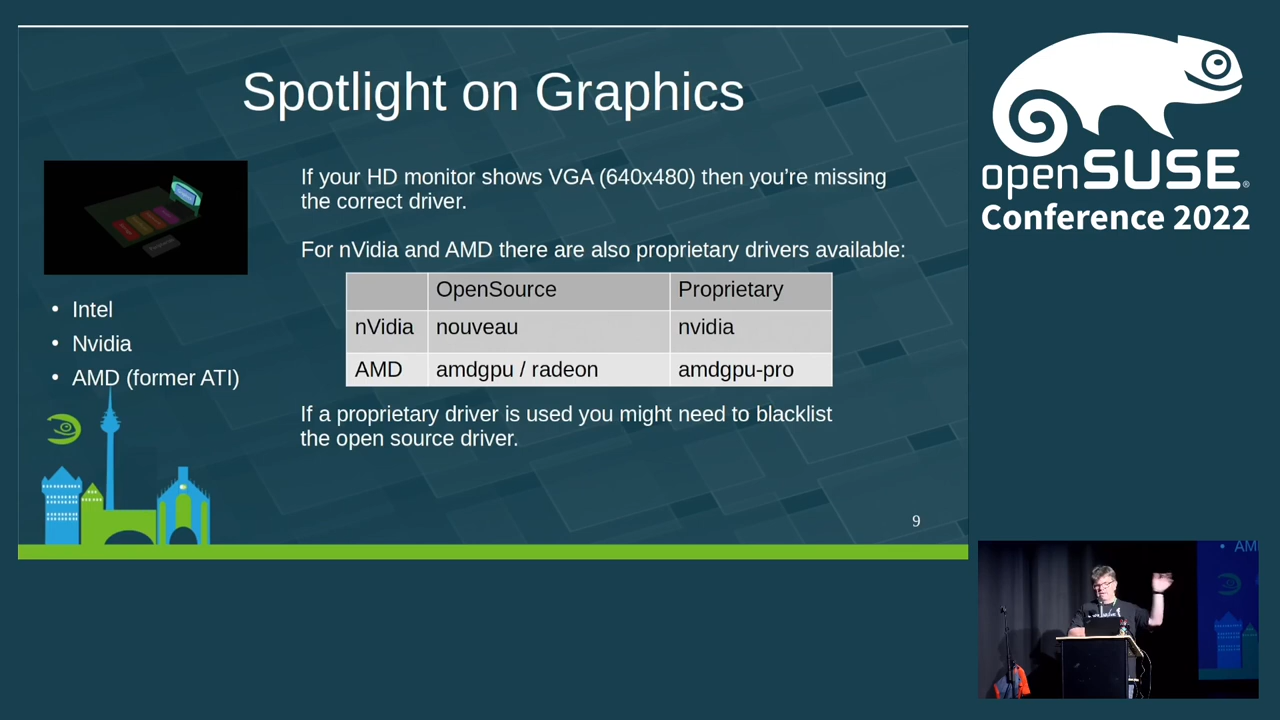 Spotlight on Graphics
If your HD monitor shows VGA (640x480) then you’re missing
the correct driver.
For nVidia and AMD there are also proprietary drivers available:
OpenSource Proprietary
nVidia nouveau nvidia
AMD amdgpu / radeon amdgpu-pro
If a proprietary driver is used you might need to blacklist
the open source driver.
• Intel
• Nvidia
• AMD (former ATI)
9
openSUSE®
Conference 2022
• AM